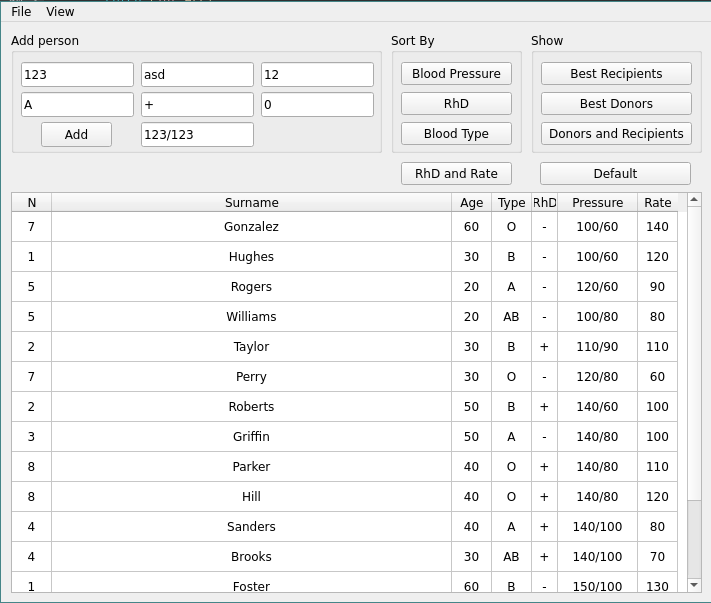 File View
Add person
Sort By
Show
123 asd 12
Blood Pressure
Best Recipients
A + 0
RhD
Best Donors
Add 123/123
Blood Type
Donors and Recipients
RhD and Rate
Default
N Surname Age Type RhD Pressure Rate
7 Gonzalez 60 O - 100/60 140
1 Hughes 30 B - 100/60 120
5 Rogers 20 A - 120/60 90
5 Williams 20 AB - 100/80 80
2 Taylor 30 B + 110/90 110
7 Perry 30 O - 120/80 60
2 Roberts 50 B + 140/60 100
3 Griffin 50 A - 140/80 100
8 Parker 40 O + 140/80 110
8 Hill 40 O + 140/80 120
4 Sanders 40 A + 140/100 80
4 Brooks 30 AB + 140/100 70
1 Foster 60 B - 150/100 130